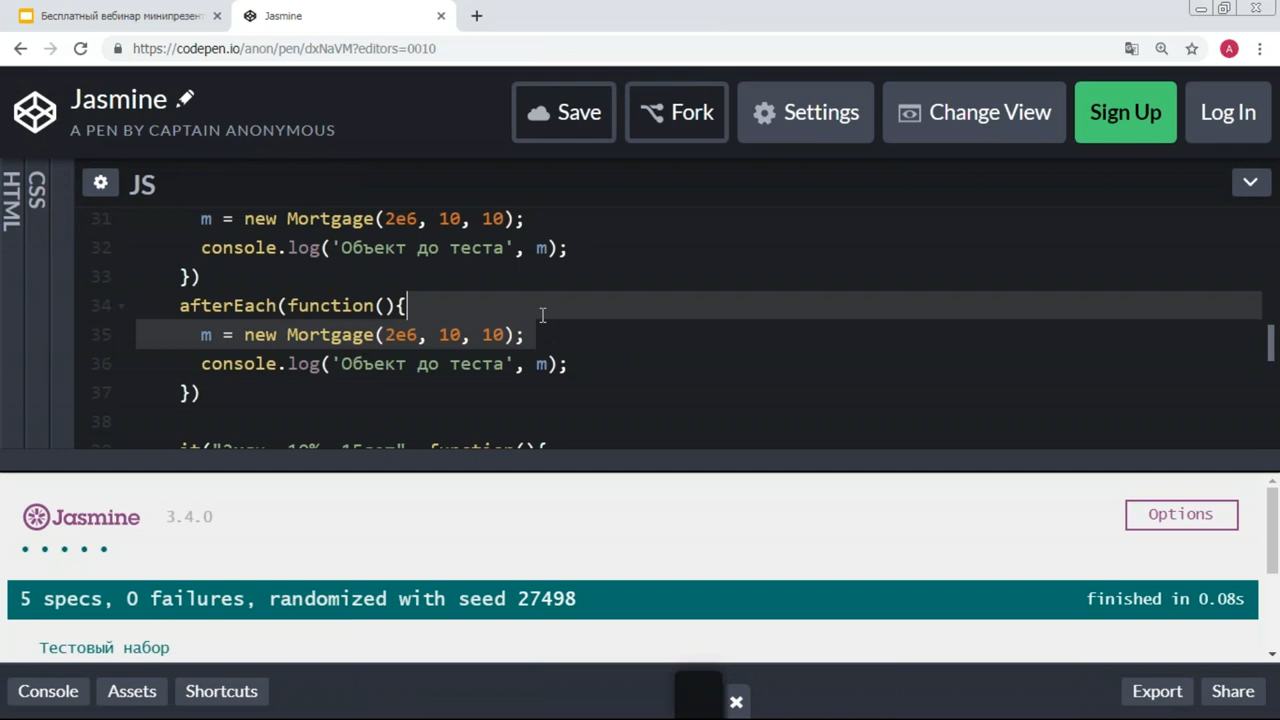 Бесплатный вебинар минипрезент
Jasmine
https://codepen.io/anon/pen/dxNaVM?editors=0010
A
Jasmine
A PEN BY CAPTAIN ANONYMOUS
Save
Fork
Settings
Change View
Sign Up
Log In
HTML
CSS
JS
31 m = new Mortgage(2e6, 10, 10);
32 console.log('Объект до теста', m);
33 })
34 afterEach(function(){
35 m = new Mortgage(2e6, 10, 10);
36 console.log('Объект до теста', m);
37 })
38
Jasmine 3.4.0
Options
5 specs, 0 failures, randomized with seed 27498
finished in 0.08s
Тестовый набор
Console
Assets
Shortcuts
Export
Share